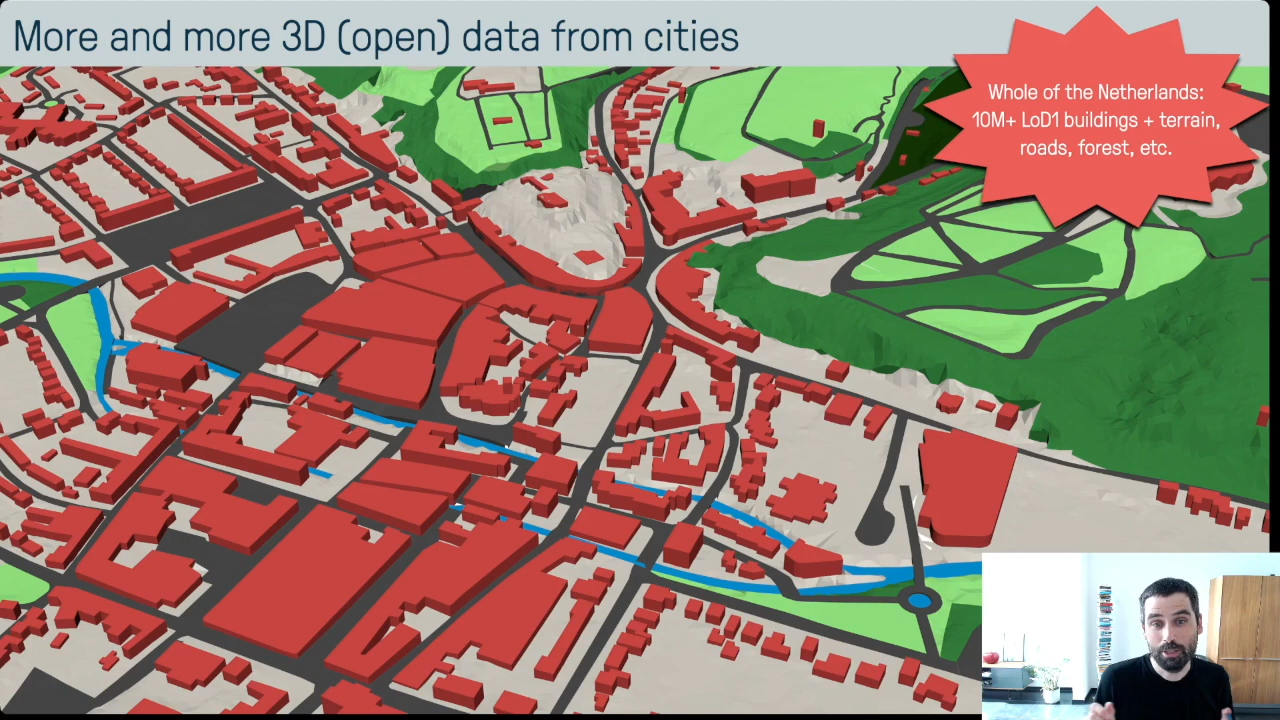 More and more 3D (open) data from cities
Whole of the Netherlands:
10M+ LoD1 buildings + terrain,
roads, forest, etc.